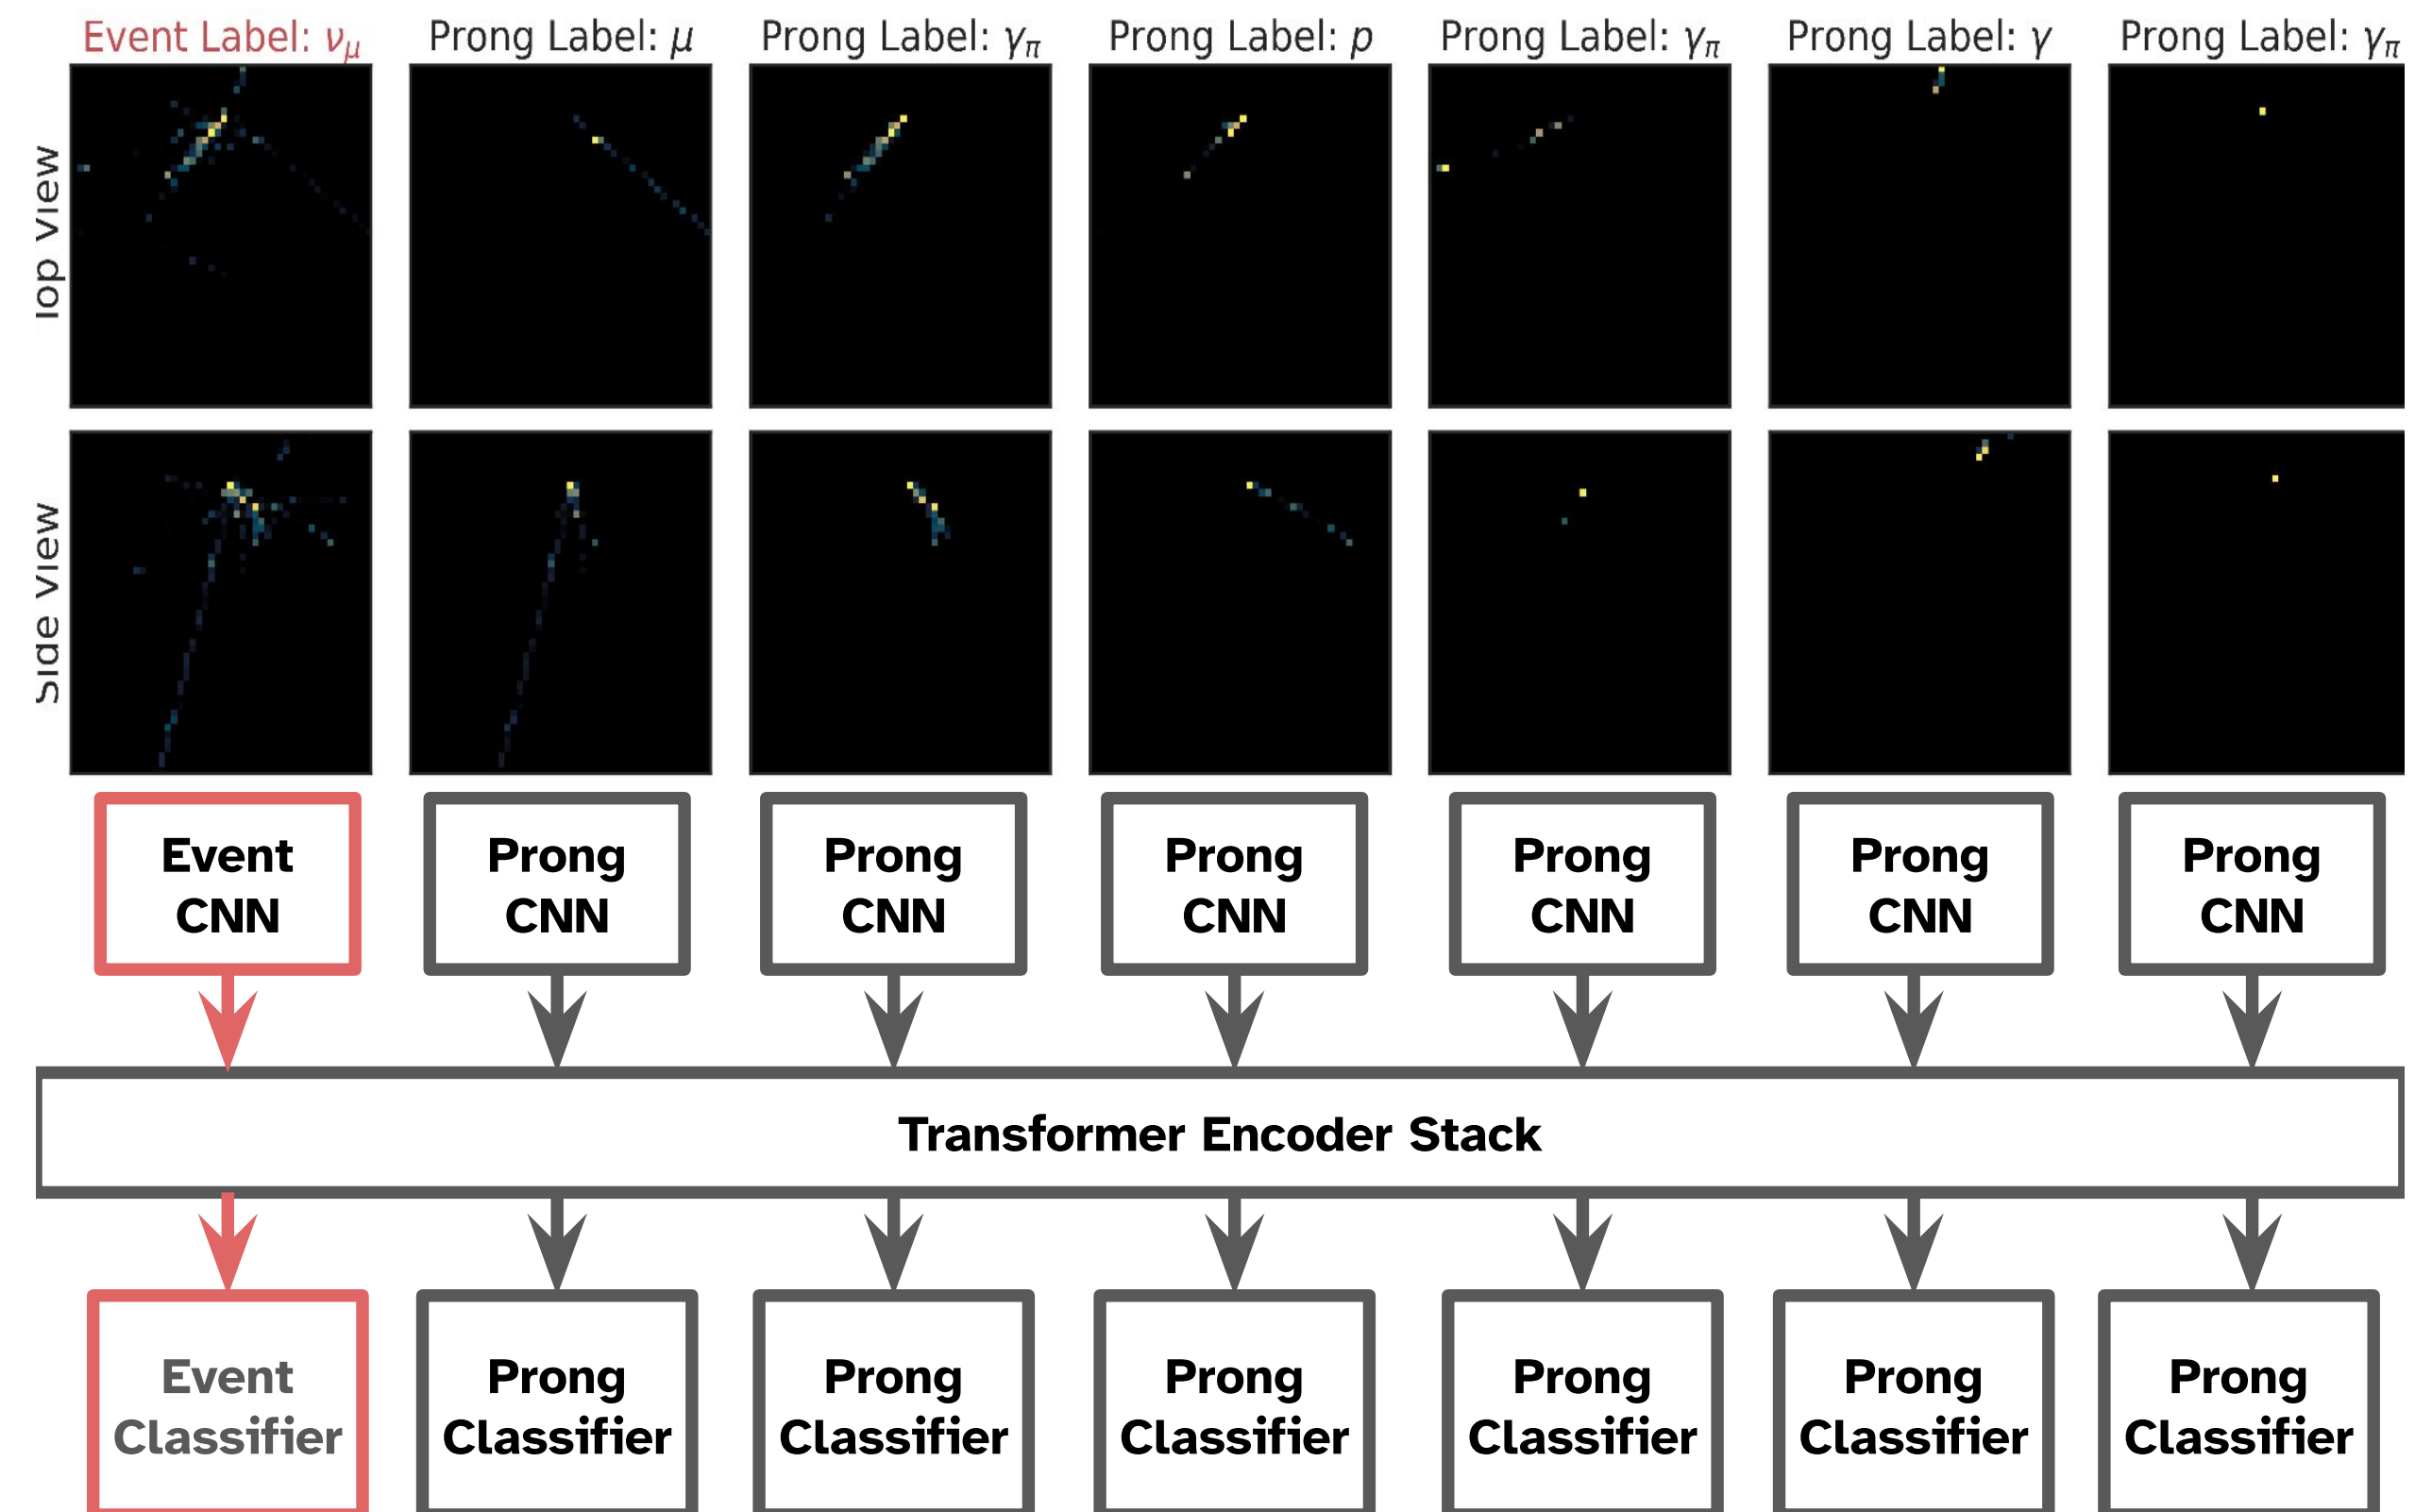 Event Label: νμ
Prong Label: μ
Prong Label: γπ
Prong Label: p
Prong Label: γπ
Prong Label: γ
Prong Label: γπ
Top view
Side view
Event
CNN
Prong
CNN
Prong
CNN
Prong
CNN
Prong
CNN
Prong
CNN
Prong
CNN
Transformer Encoder Stack
Event
Classifier
Prong
Classifier
Prong
Classifier
Prong
Classifier
Prong
Classifier
Prong
Classifier
Prong
Classifier